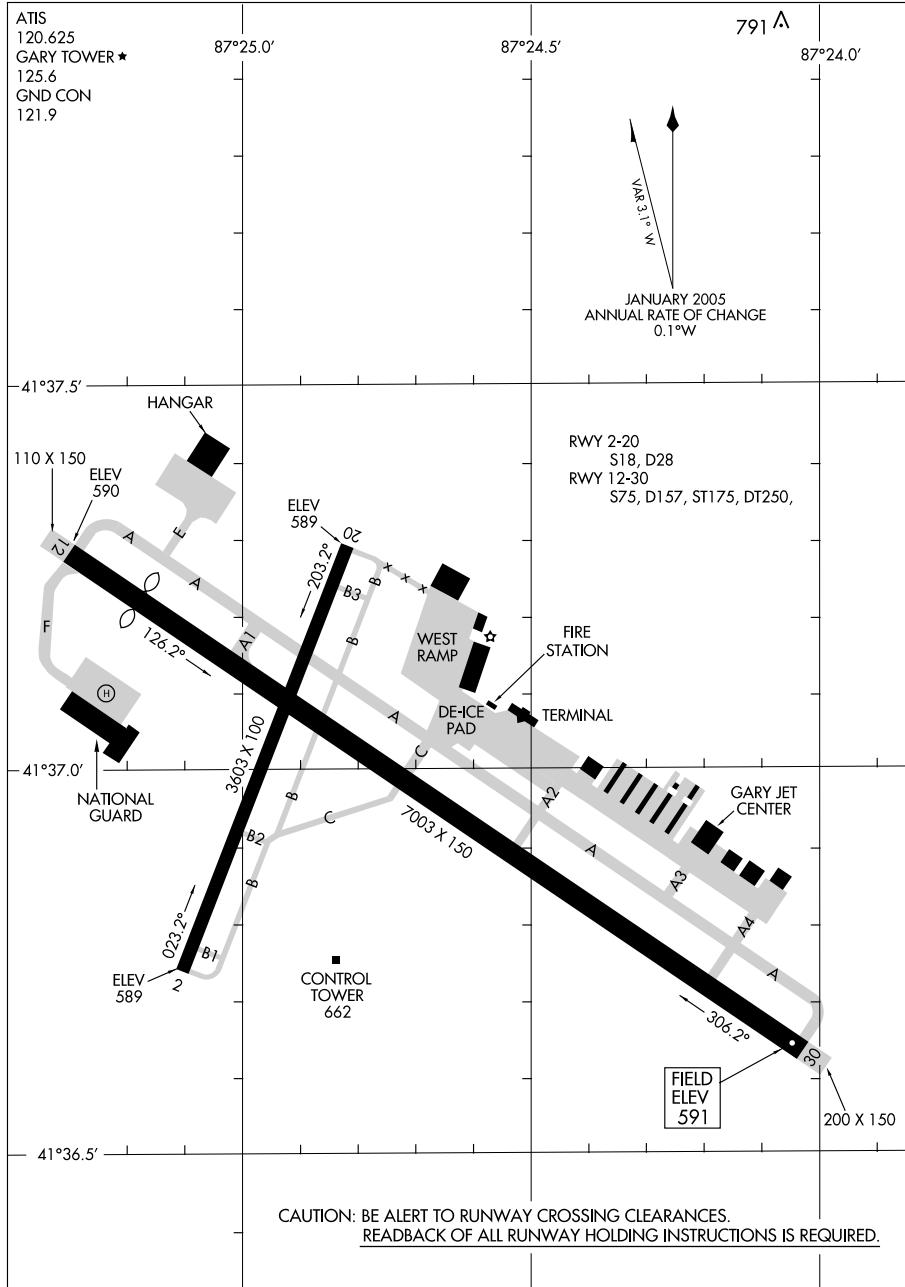 ATIS
120.625
GARY TOWER ★
125.6
GND CON
121.9
87°25.0'
87°24.5'
791
87°24.0'
VAR 3.1° W
JANUARY 2005
ANNUAL RATE OF CHANGE
0.1°W
41°37.5'
HANGAR
110 X 150
ELEV
590
RWY 2-20
S18, D28
RWY 12-30
S75, D157, ST175, DT250,
ELEV
589
20
12
A
E
203.2°
B
x x x
A
B3
F
A1
B
WEST
RAMP
FIRE
STATION
126.2°
H
A
DE-ICE
PAD
TERMINAL
C
3603 X 100
41°37.0'
NATIONAL
GUARD
B
C
7003 X 150
A2
GARY JET
CENTER
B2
A
B
A3
023.2°
A4
B1
ELEV
589
2
CONTROL
TOWER
662
A
306.2°
30
FIELD
ELEV
591
200 X 150
41°36.5'
CAUTION: BE ALERT TO RUNWAY CROSSING CLEARANCES.
READBACK OF ALL RUNWAY HOLDING INSTRUCTIONS IS REQUIRED.